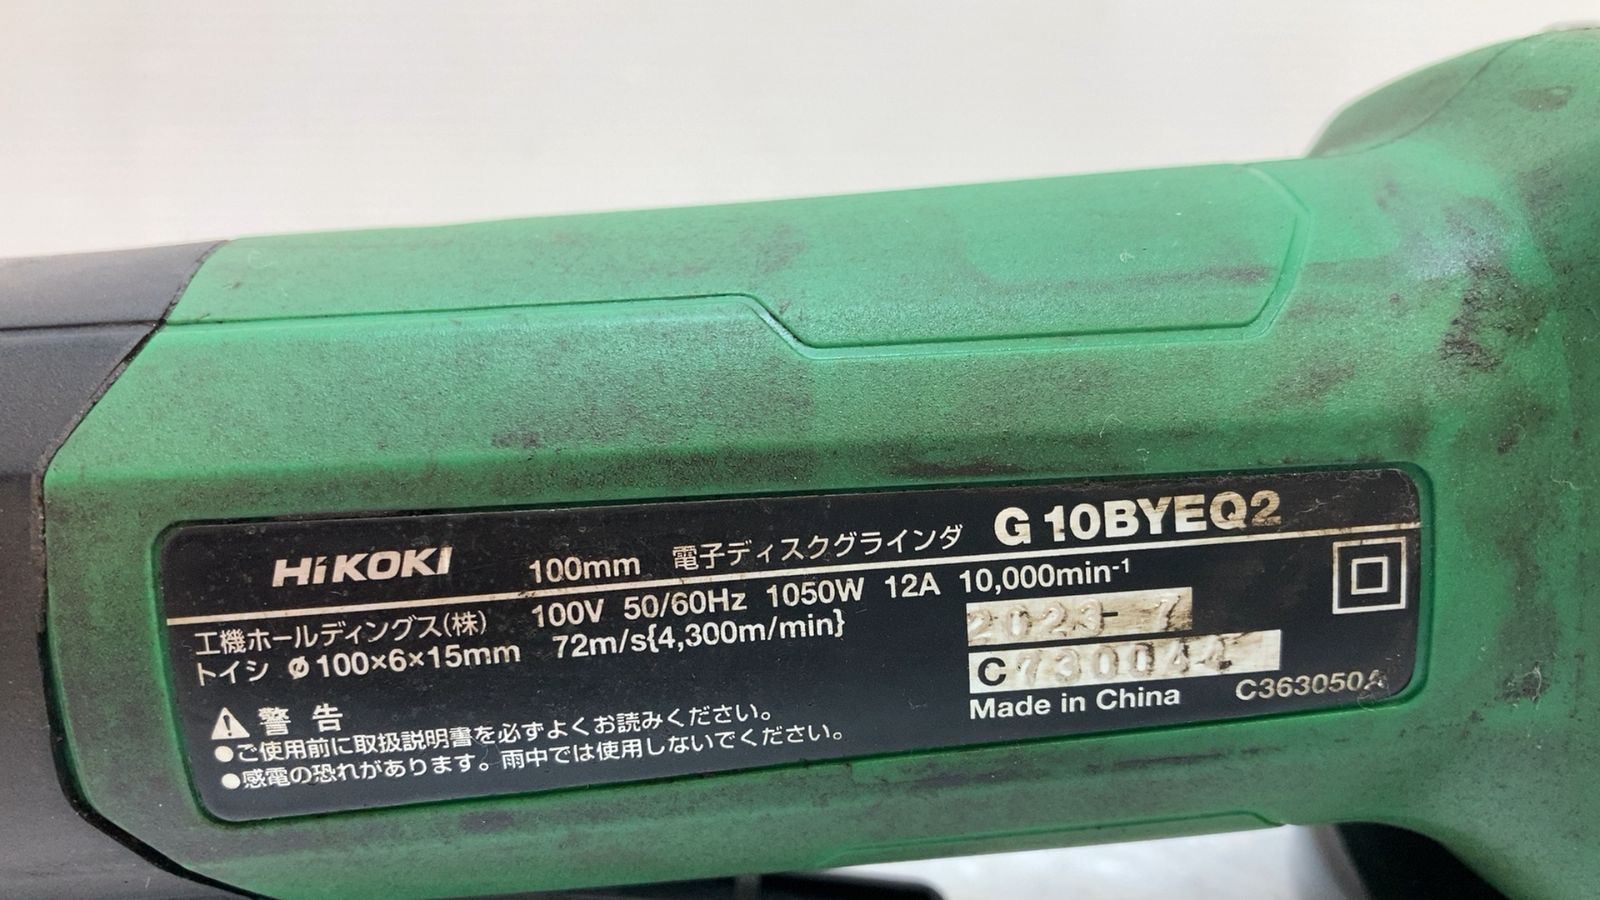 HiKOKI 100mm 電子ディスクグラインダ G 10BYEQ2
工機ホールディングス(株) 100V 50/60Hz 1050W 12A 10,000min-1
トイシ φ100×6×15mm 72m/s{4,300m/min}
2023- 7
C730044
Made in China C363050A
警告
●ご使用前に取扱説明書を必ずよくお読みください。
●感電の恐れがあります。雨中では使用しないでください。